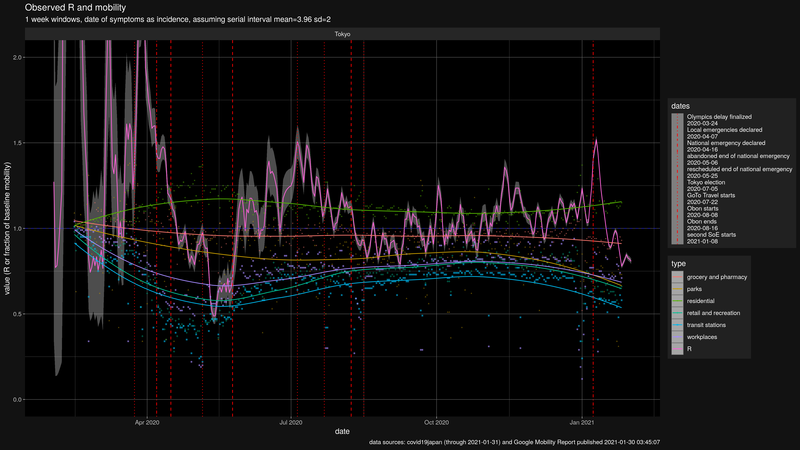 Observed R and mobility
1 week windows, date of symptoms as incidence, assuming serial interval mean=3.96 sd=2
Tokyo
value (R or fraction of baseline mobility)
2.0
1.5
1.0
0.5
0.0
Apr 2020
Jul 2020
Oct 2020
Jan 2021
date
dates
Olympics delay finalized
2020-03-24
Local emergencies declared
2020-04-07
National emergency declared
2020-04-16
abandoned end of national emergency
2020-05-06
rescheduled end of national emergency
2020-05-25
Tokyo election
2020-07-05
GoTo Travel starts
2020-07-22
Obon starts
2020-08-08
Obon ends
2020-08-16
second SoE starts
2021-01-08
type
grocery and pharmacy
parks
residential
retail and recreation
transit stations
workplaces
R
data sources: covid19japan (through 2021-01-31) and Google Mobility Report published 2021-01-30 03:45:07